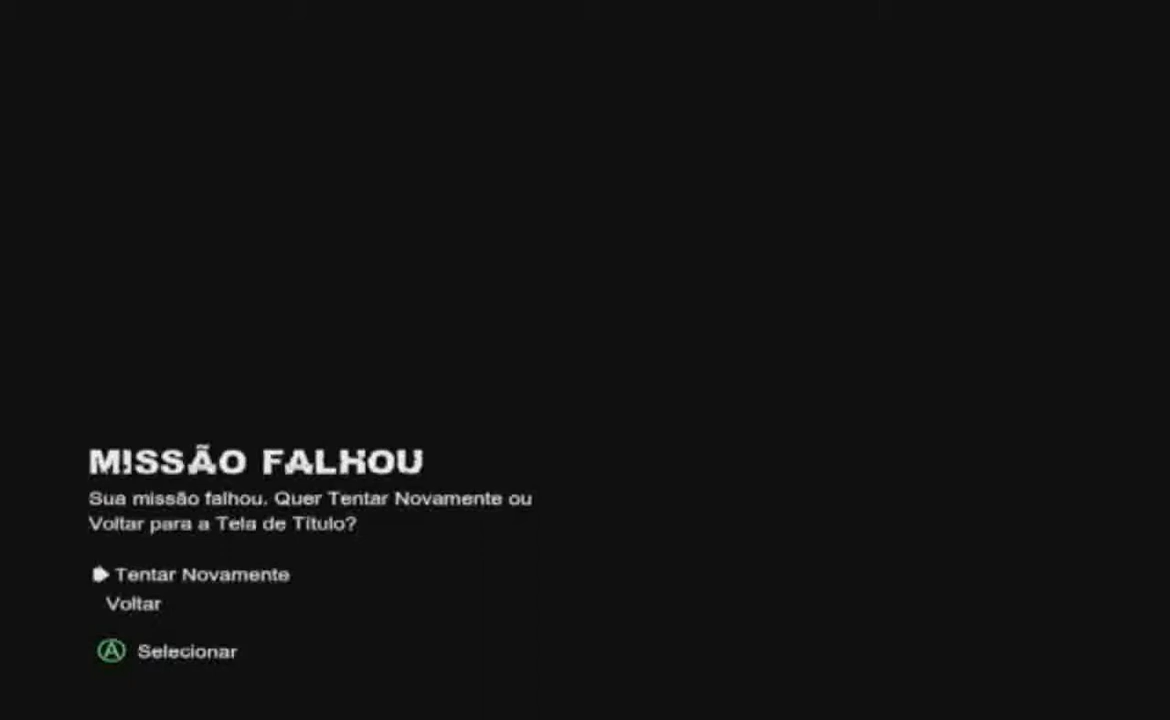 MISSÃO FALHOU
Sua missão falhou. Quer Tentar Novamente ou
Voltar para a Tela de Título?
Tentar Novamente
Voltar
A Selecionar